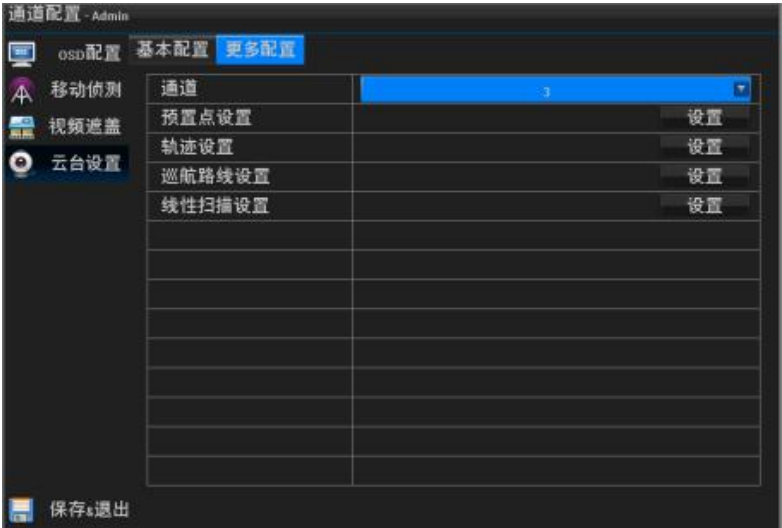 通道配置 - Admin
OSD配置
基本配置 更多配置
移动侦测
通道 3
视频遮盖
预置点设置 设置
云台设置
轨迹设置 设置
巡航路线设置 设置
线性扫描设置 设置
保存&退出